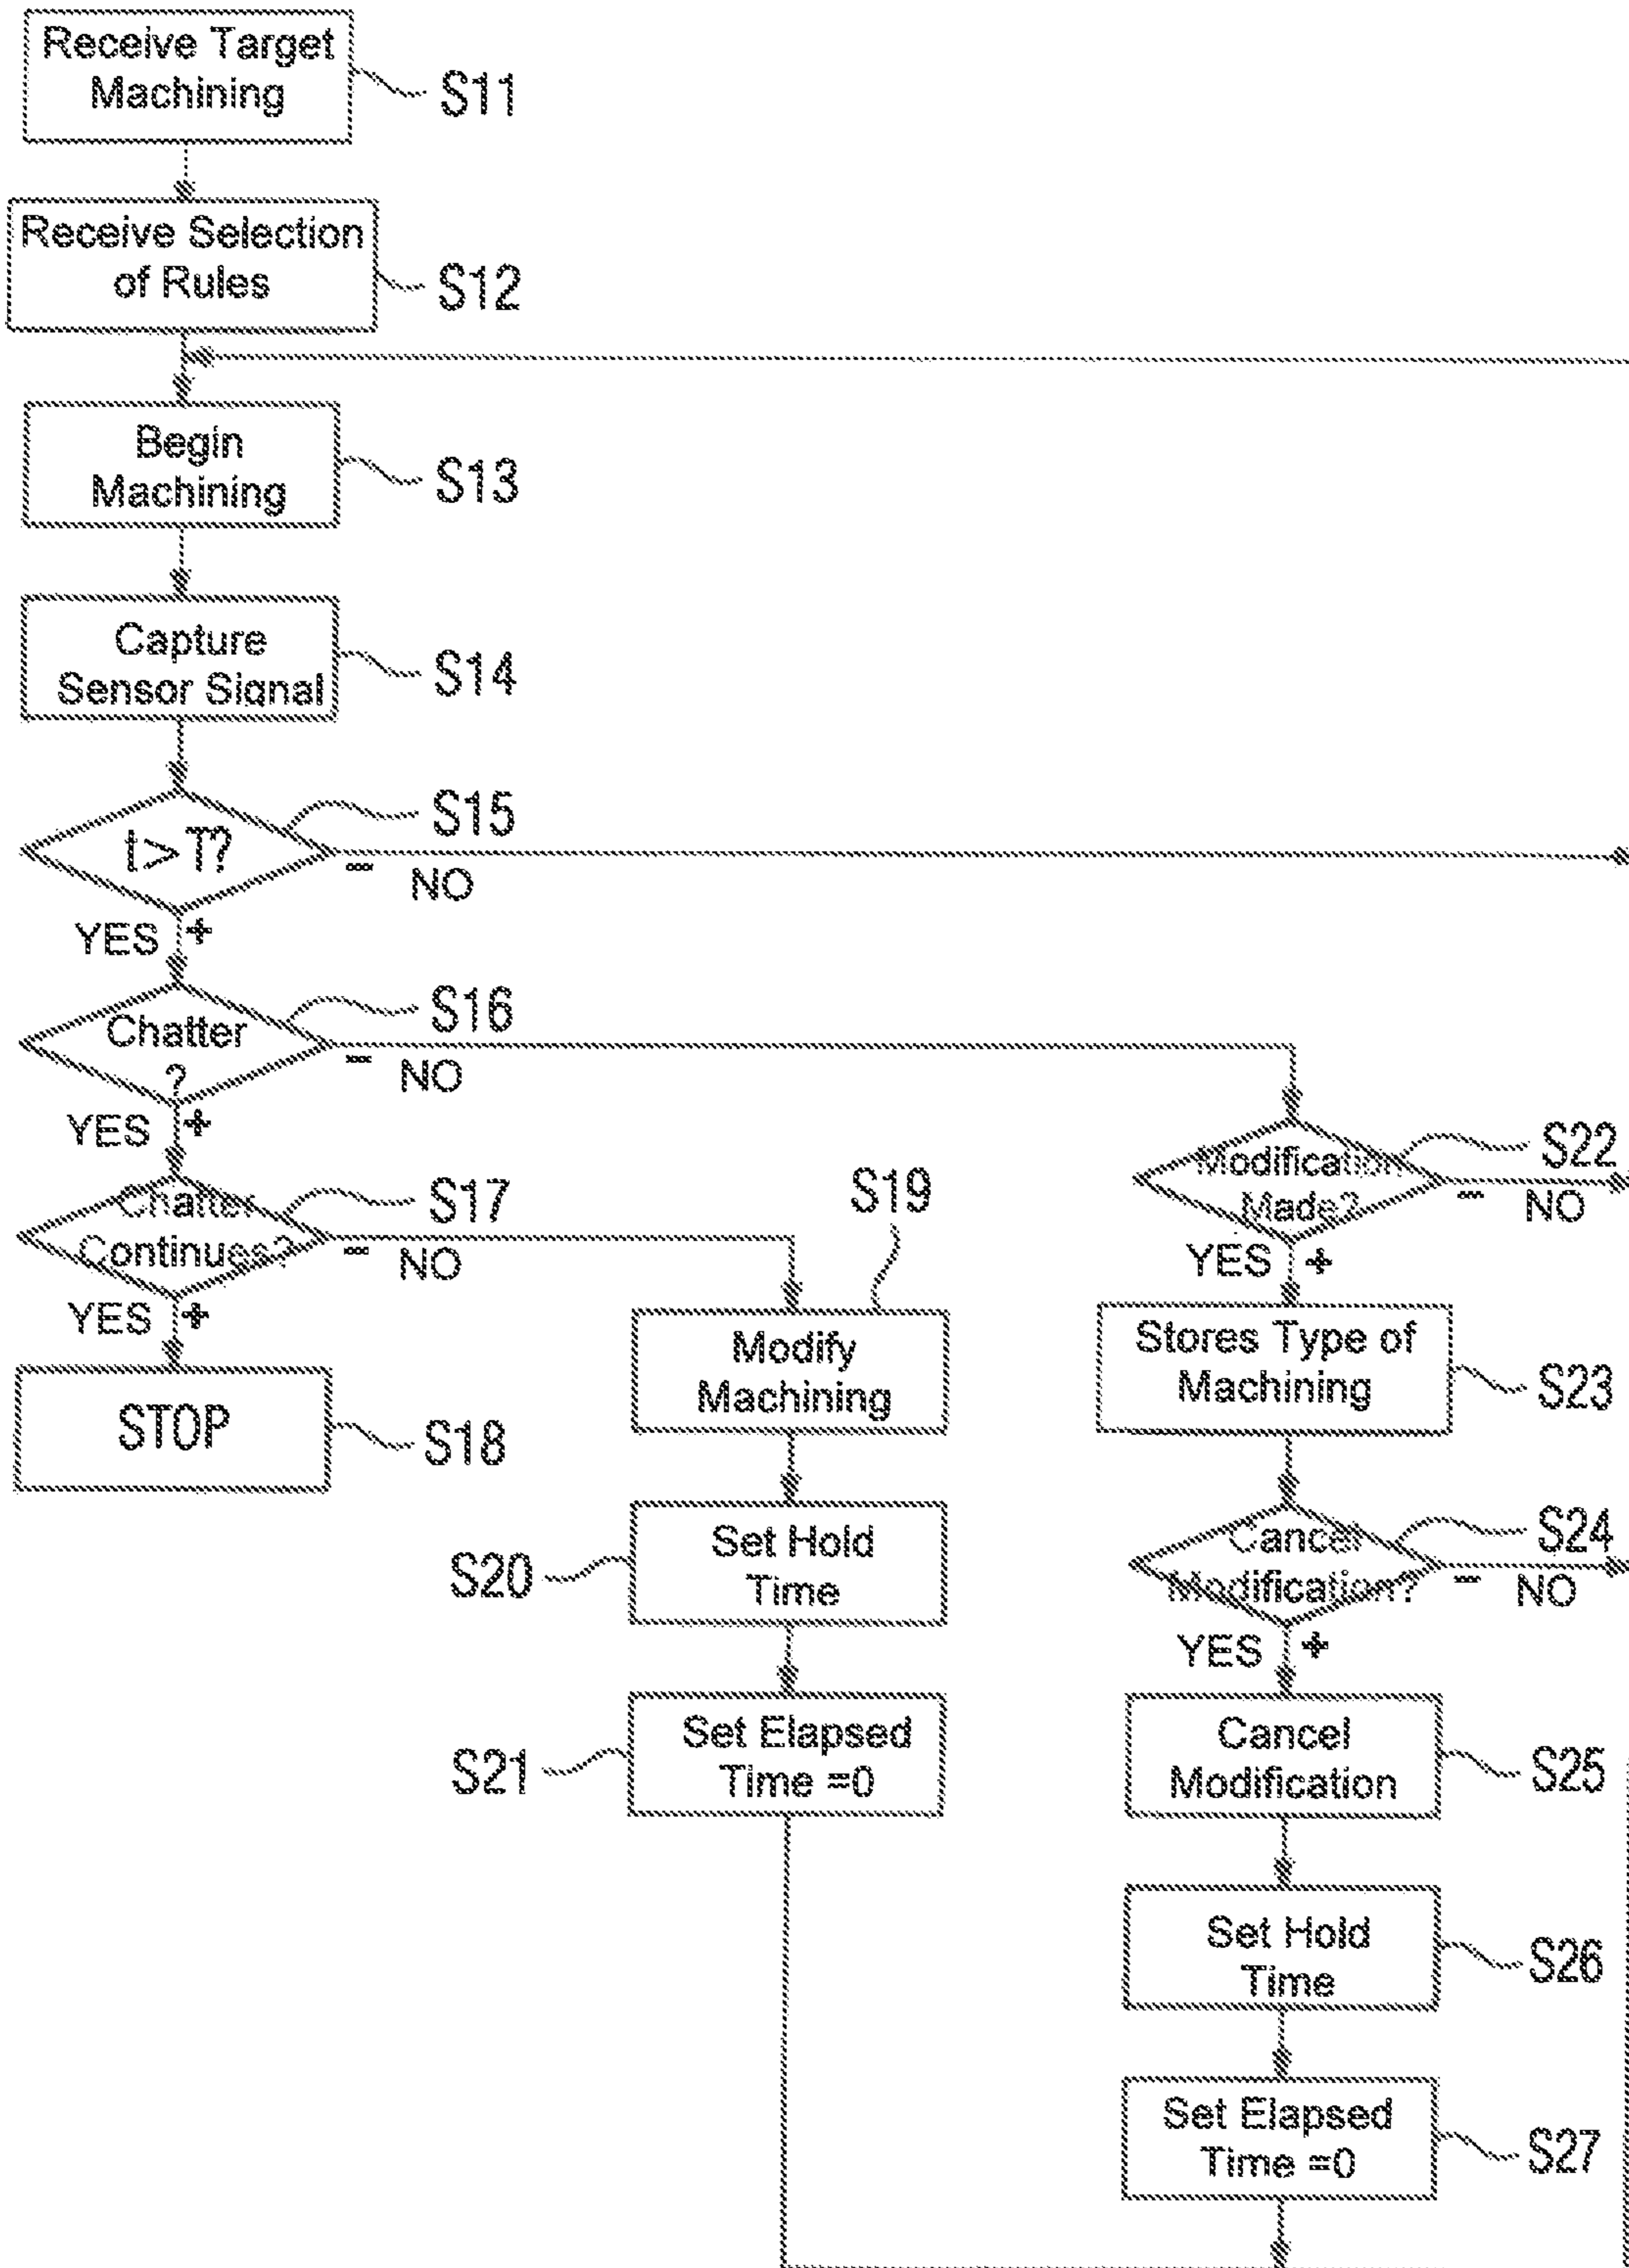 Receive Target
Machining
S11
Receive Selection
of Rules
S12
Begin
Machining
S13
Capture
Sensor Signal
S14
t>T?
S15
– NO
YES +
Chatter
?
S16
– NO
YES +
Chatter
Continues?
S17
– NO
YES +
STOP
S18
S19
Modify
Machining
Set Hold
Time
S20
Set Elapsed
Time =0
S21
Modification
Made?
S22
– NO
YES +
Stores Type of
Machining
S23
Cancel
Modification?
S24
– NO
YES +
Cancel
Modification
S25
Set Hold
Time
S26
Set Elapsed
Time =0
S27